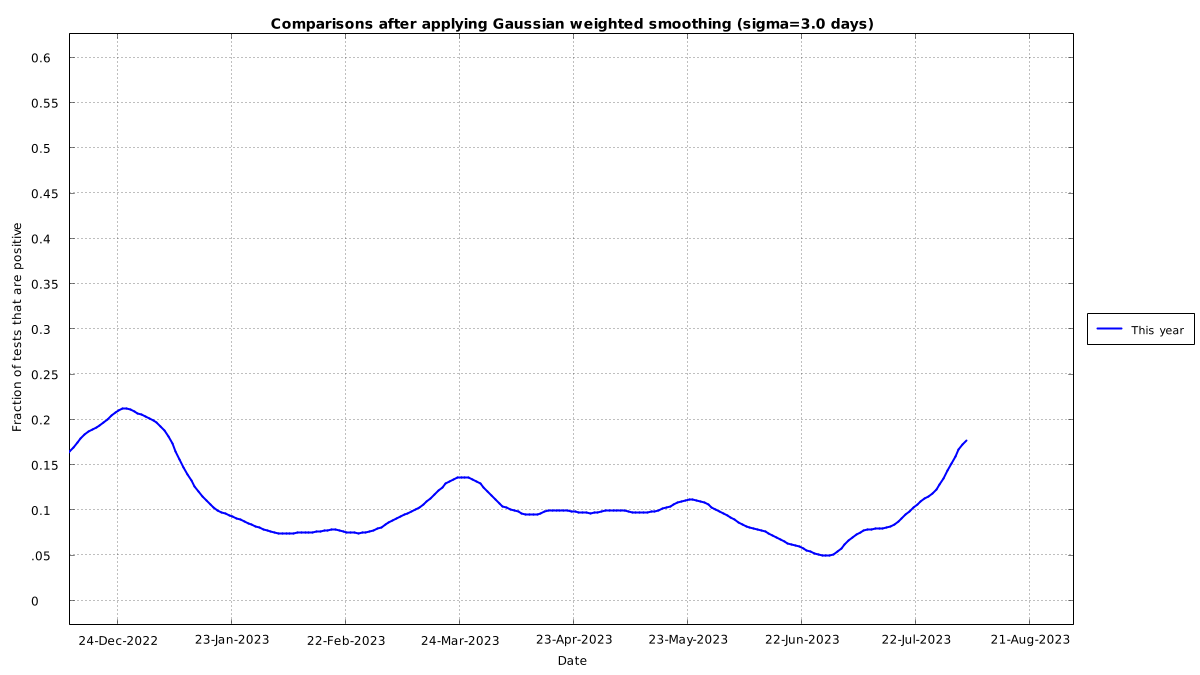 Comparisons after applying Gaussian weighted smoothing (sigma=3.0 days)
0.6
0.55
0.5
0.45
0.4
0.35
0.3
0.25
0.2
0.15
0.1
.05
0
Fraction of tests that are positive
This year
24-Dec-2022 23-Jan-2023 22-Feb-2023 24-Mar-2023 23-Apr-2023 23-May-2023 22-Jun-2023 22-Jul-2023 21-Aug-2023
Date